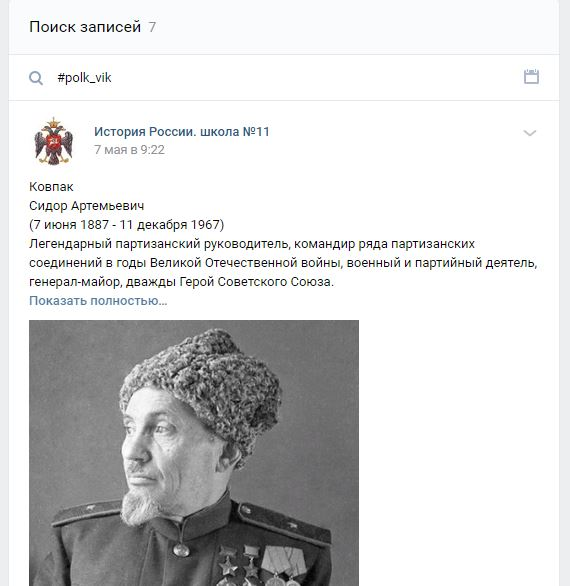 Поиск записей 7
#polk_vik
История России. школа №11
7 мая в 9:22
Ковпак
Сидор Артемьевич
(7 июня 1887 - 11 декабря 1967)
Легендарный партизанский руководитель, командир ряда партизанских
соединений в годы Великой Отечественной войны, военный и партийный деятель,
генерал-майор, дважды Герой Советского Союза.
Показать полностью...